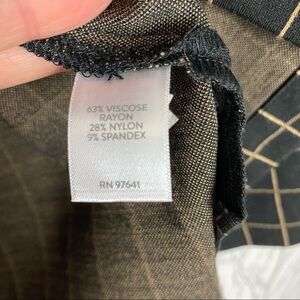 63% VISCOSE
RAYON
28% NYLON
9% SPANDEX
RN 97641